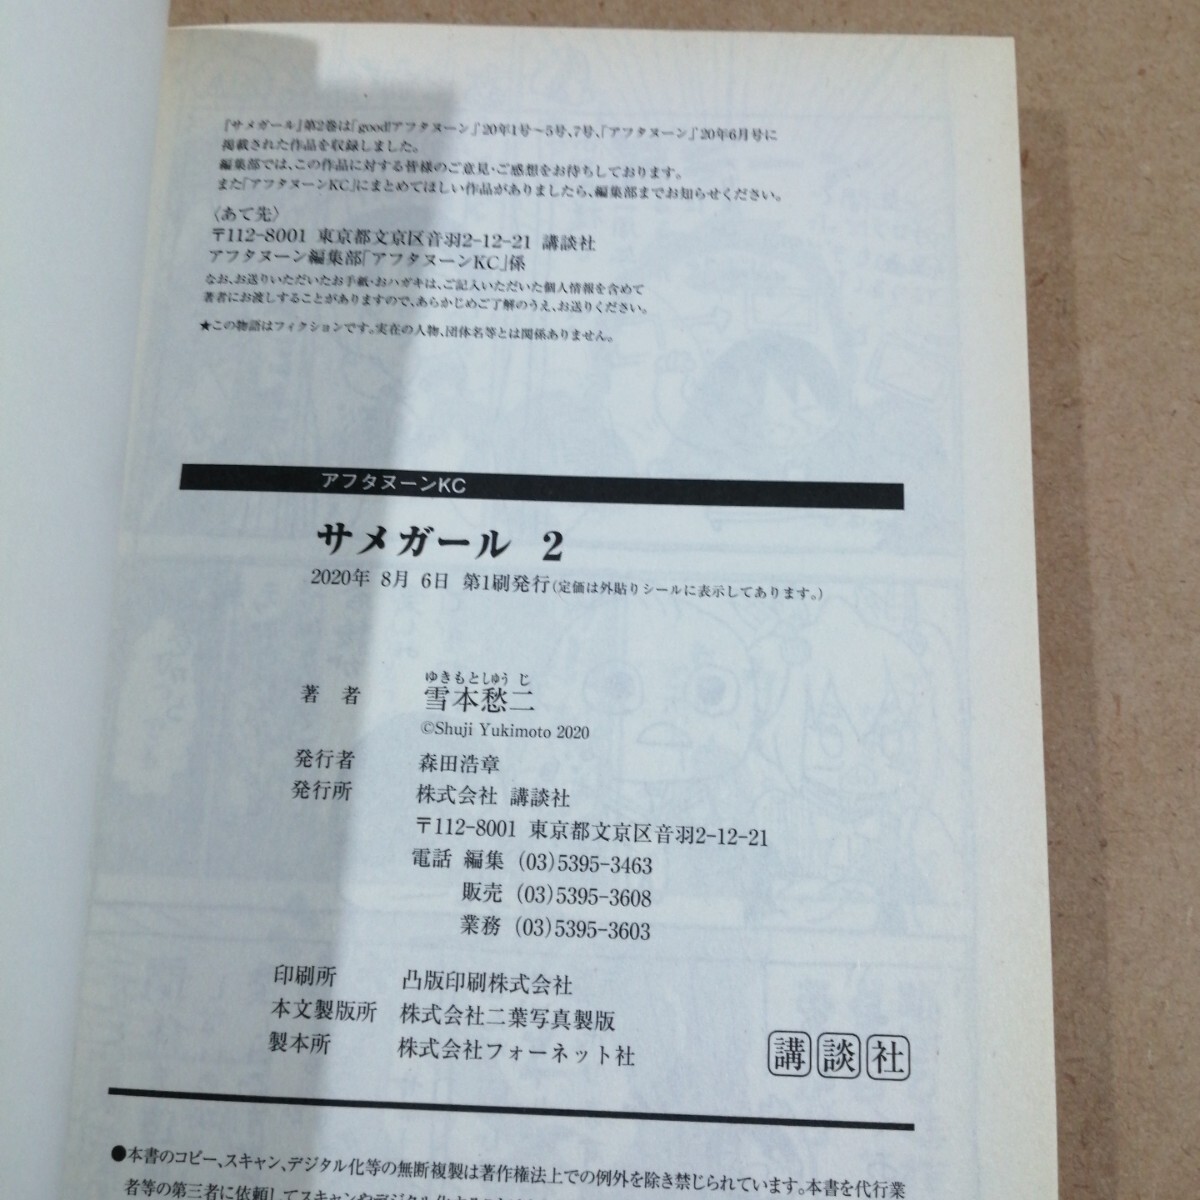 『サメガール』第2巻は「good!アフタヌーン」'20年1号〜5号、7号、「アフタヌーン」'20年6月号に
掲載された作品を収録しました。
編集部では、この作品に対する皆様のご意見・ご感想をお待ちしております。
また「アフタヌーンKC」にまとめてほしい作品がありましたら、編集部までお知らせください。
〈あて先〉
〒112-8001 東京都文京区音羽2-12-21 講談社
アフタヌーン編集部「アフタヌーンKC」係
なお、お送りいただいたお手紙・おハガキは、ご記入いただいた個人情報を含めて
著者にお渡しすることがありますので、あらかじめご了解のうえ、お送りください。
★この物語はフィクションです。実在の人物、団体名等とは関係ありません。
アフタヌーンKC
サメガール 2
2020年 8月 6日 第1刷発行(定価は外貼りシールに表示してあります。)
ゆきもとしゅうじ
著者 雪本愁二
©Shuji Yukimoto 2020
発行者 森田浩章
発行所 株式会社 講談社
〒112-8001 東京都文京区音羽2-12-21
電話 編集 (03)5395-3463
販売 (03)5395-3608
業務 (03)5395-3603
印刷所 凸版印刷株式会社
本文製版所 株式会社二葉写真製版
製本所 株式会社フォーネット社
講談社
●本書のコピー、スキャン、デジタル化等の無断複製は著作権法上での例外を除き禁じられています。本書を代行業
者等の第三者に依頼してスキャンやデジタル化する